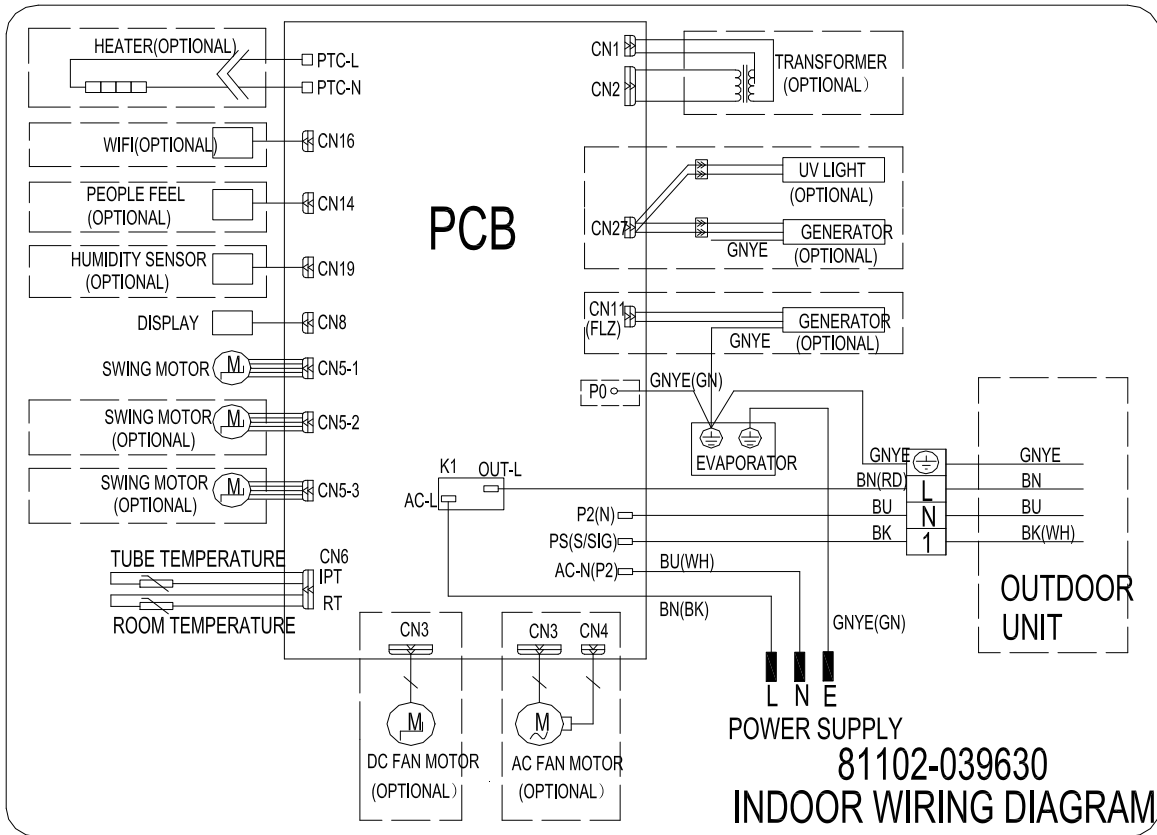 HEATER(OPTIONAL)
PTC-L
PTC-N
WIFI(OPTIONAL)
CN16
PEOPLE FEEL
(OPTIONAL)
CN14
HUMIDITY SENSOR
(OPTIONAL)
CN19
DISPLAY
CN8
SWING MOTOR
M
CN5-1
SWING MOTOR
(OPTIONAL)
M
CN5-2
SWING MOTOR
(OPTIONAL)
M
CN5-3
TUBE TEMPERATURE
CN6
IPT
RT
ROOM TEMPERATURE
PCB
CN1
CN2
TRANSFORMER
(OPTIONAL)
CN27
UV LIGHT
(OPTIONAL)
GENERATOR
(OPTIONAL)
GNYE
CN11
(FLZ)
GENERATOR
(OPTIONAL)
GNYE
P0
GNYE(GN)
EVAPORATOR
K1
OUT-L
AC-L
P2(N)
PS(S/SIG)
AC-N(P2)
BU(WH)
BN(BK)
GNYE
BN(RD)
BU
BK
L
N
1
GNYE
BN
BU
BK(WH)
OUTDOOR
UNIT
GNYE(GN)
L N E
POWER SUPPLY
CN3
M
DC FAN MOTOR
(OPTIONAL)
CN3
CN4
M
AC FAN MOTOR
(OPTIONAL)
81102-039630
INDOOR WIRING DIAGRAM